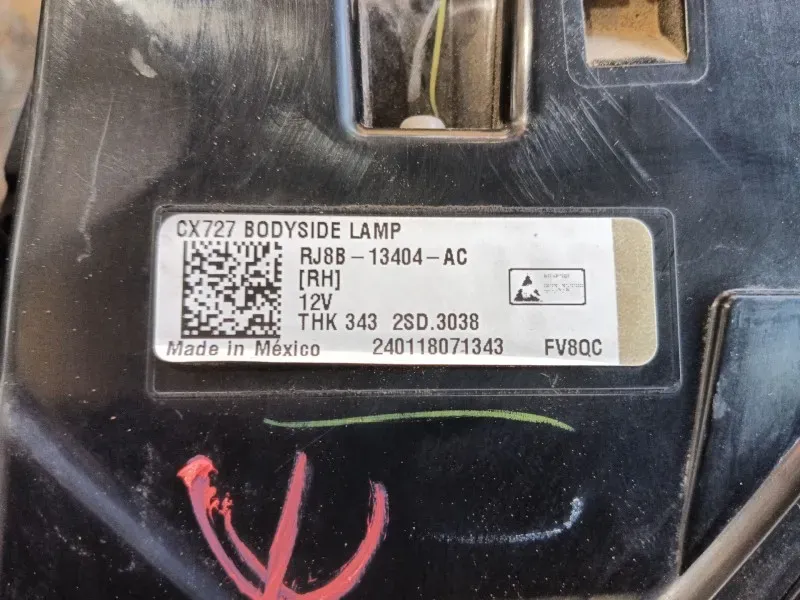 CX727 BODYSIDE LAMP
RJ8B-13404-AC
[RH]
12V
THK 343 2SD.3038
Made in México 240118071343 FV8QC